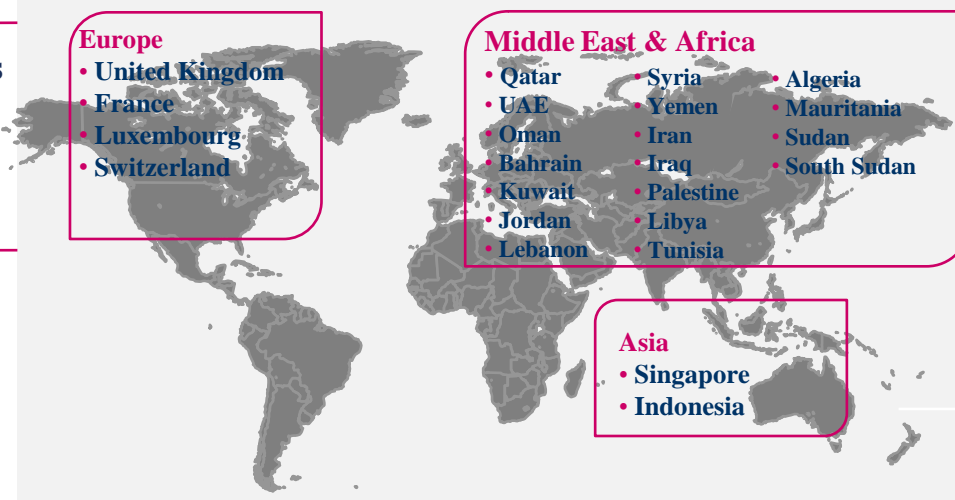 Europe
• United Kingdom
• France
• Luxembourg
• Switzerland
Middle East & Africa
• Qatar
• UAE
• Oman
• Bahrain
• Kuwait
• Jordan
• Lebanon
• Syria
• Yemen
• Iran
• Iraq
• Palestine
• Libya
• Tunisia
• Algeria
• Mauritania
• Sudan
• South Sudan
Asia
• Singapore
• Indonesia